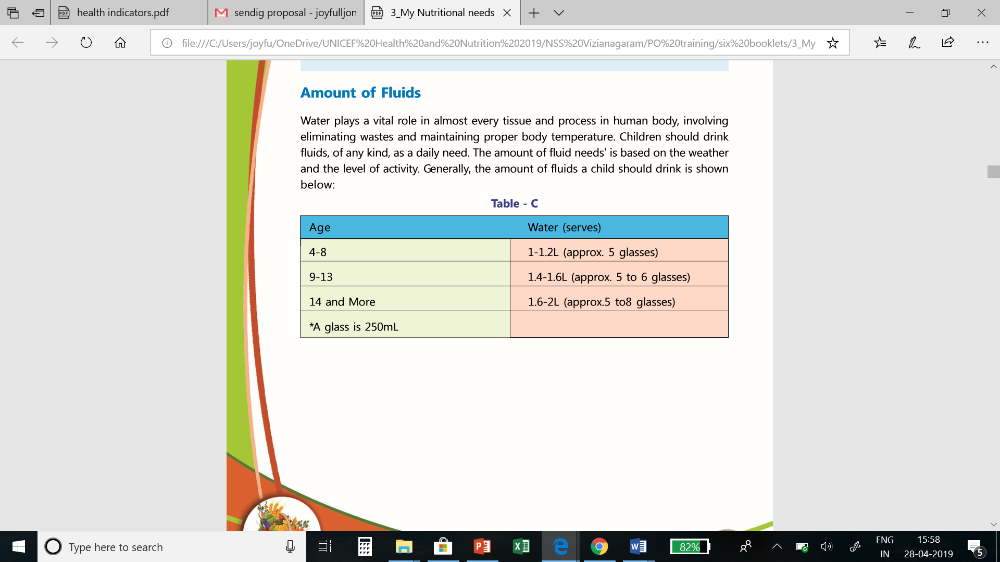 health indicators.pdf
sendig proposal - joyfulljon
3_My Nutritional needs
file:///C:/Users/joyfu/OneDrive/UNICEF%20Health%20and%20Nutrition%202019/NSS%20Vizianagaram/PO%20training/six%20booklets/3_My
Amount of Fluids
Water plays a vital role in almost every tissue and process in human body, involving
eliminating wastes and maintaining proper body temperature. Children should drink
fluids, of any kind, as a daily need. The amount of fluid needs’ is based on the weather
and the level of activity. Generally, the amount of fluids a child should drink is shown
below:
Table - C
Age Water (serves)
4-8 1-1.2L (approx. 5 glasses)
9-13 1.4-1.6L (approx. 5 to 6 glasses)
14 and More 1.6-2L (approx.5 to8 glasses)
*A glass is 250mL
Type here to search
82%
ENG
IN
15:58
28-04-2019
5